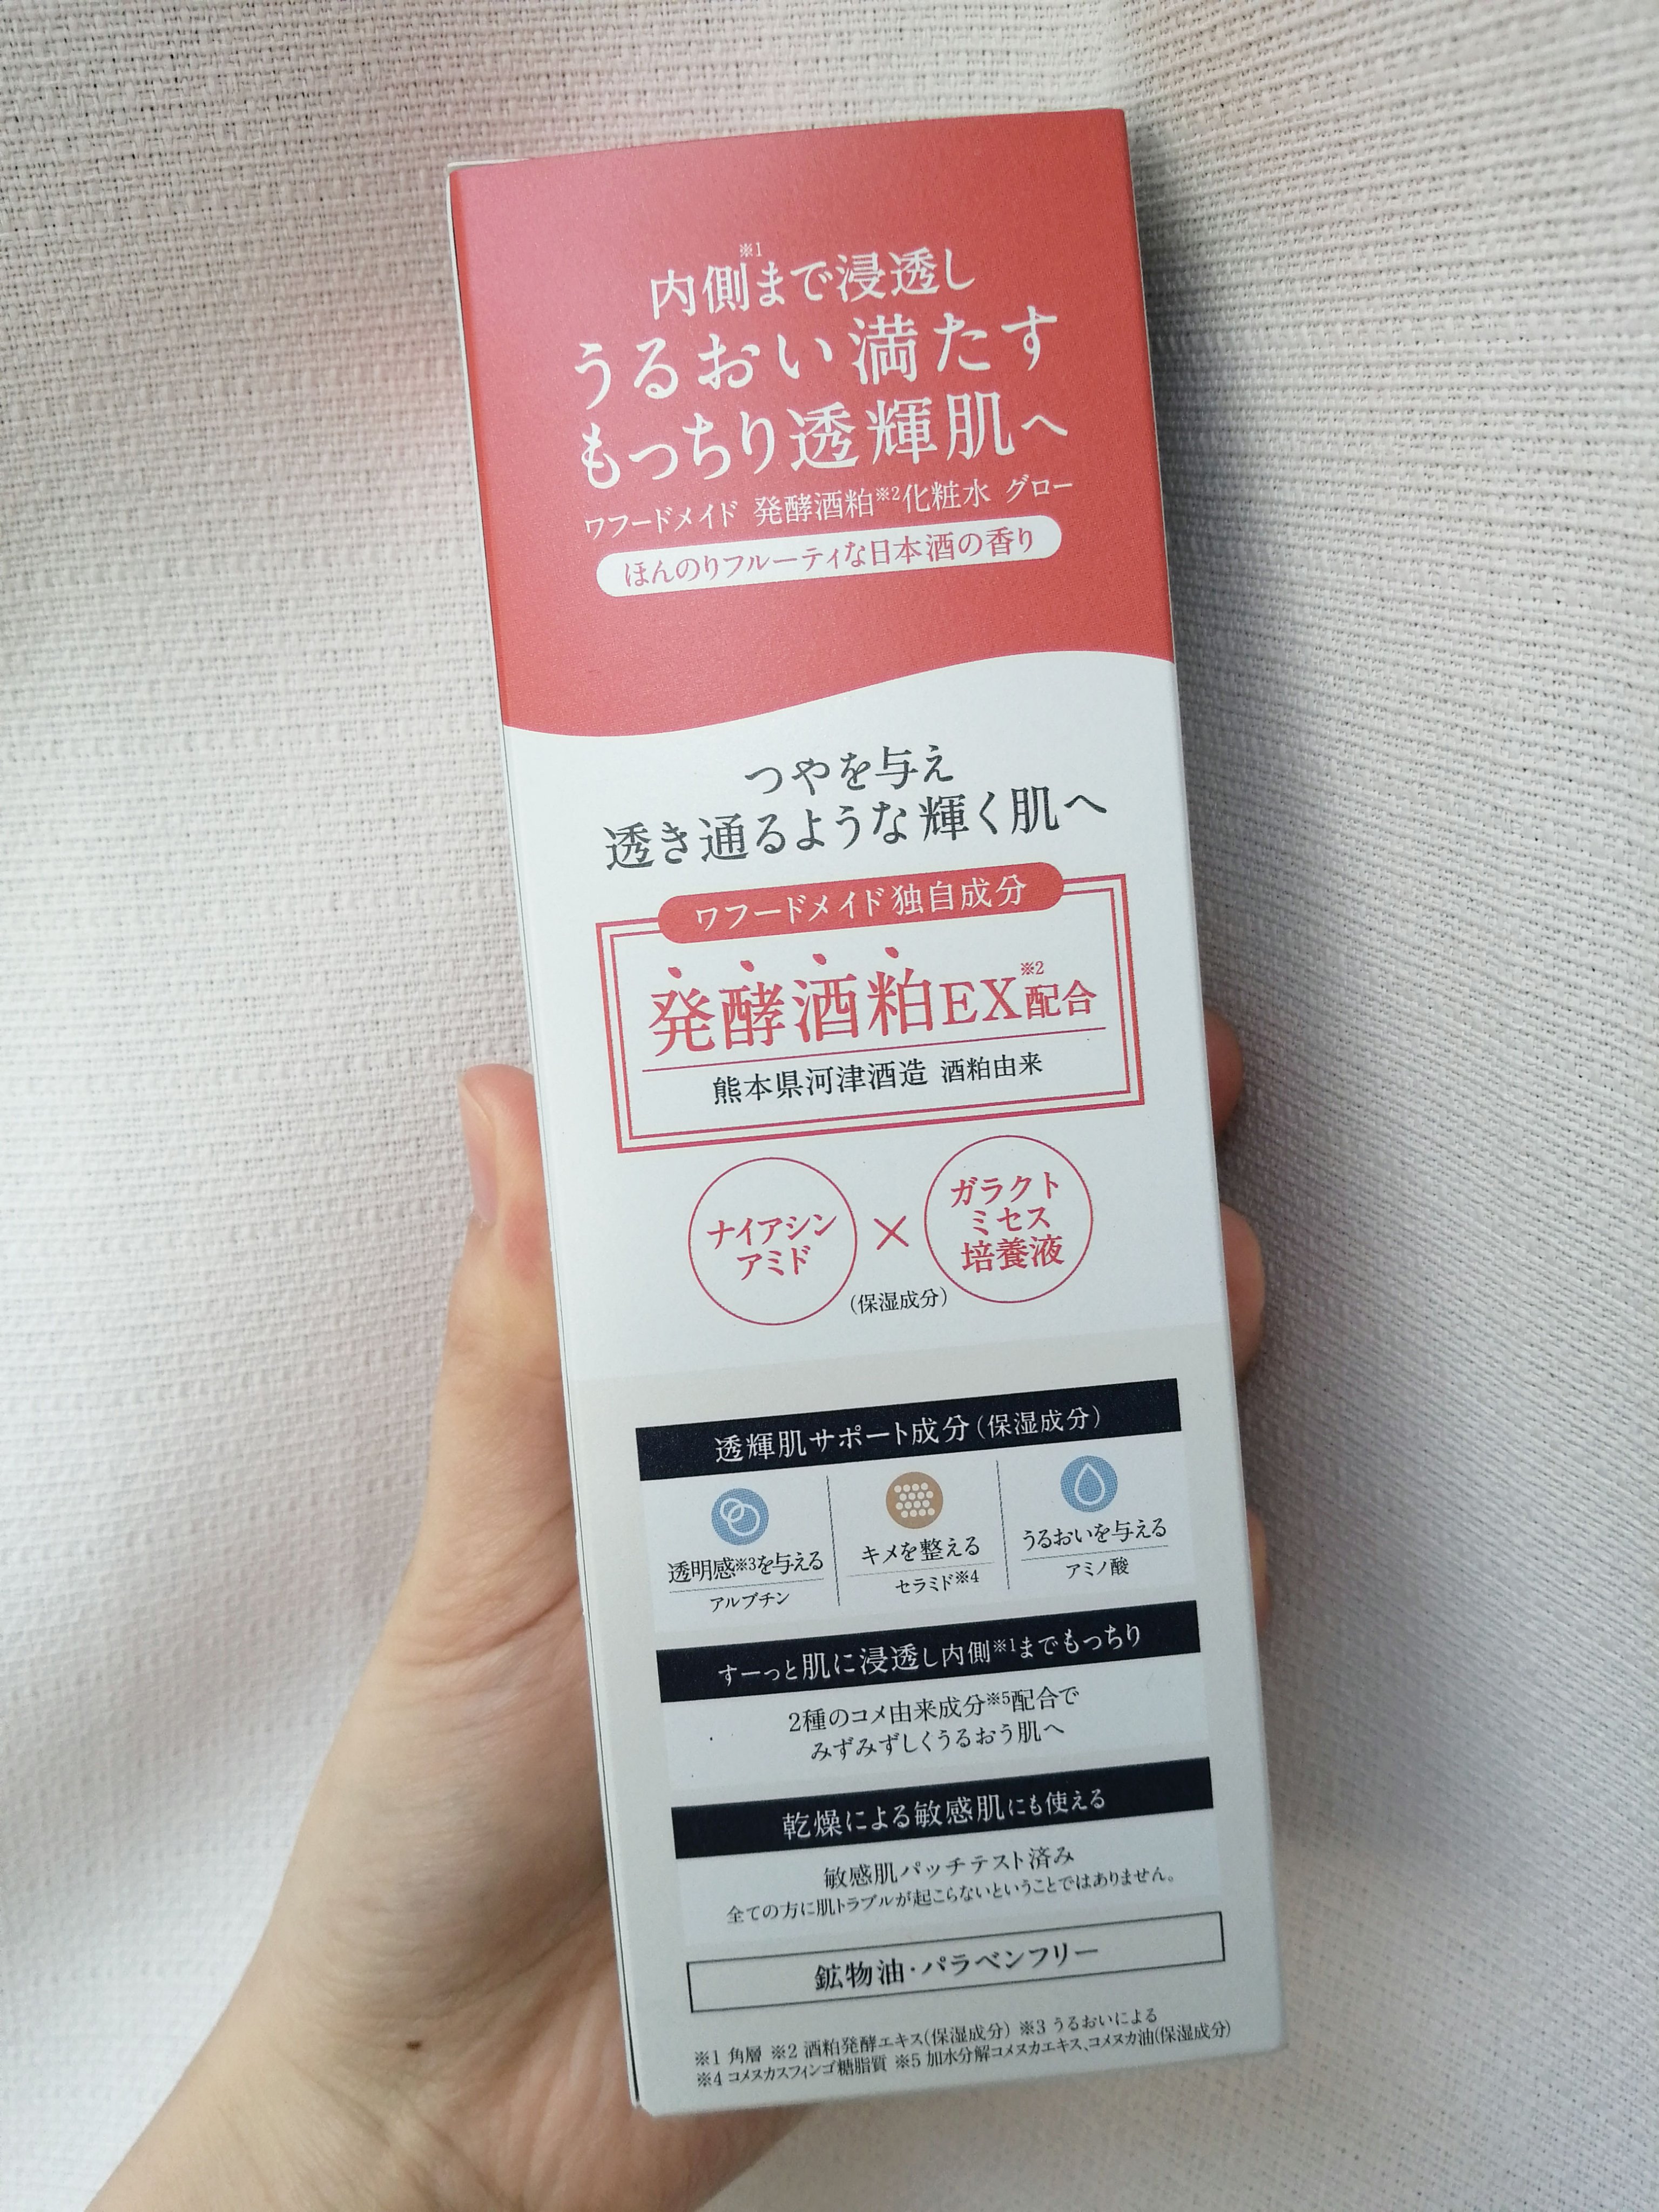 ※1
内側まで浸透し
うるおい満たす
もっちり透輝肌へ
ワフードメイド 発酵酒粕※2化粧水 グロー
ほんのりフルーティな日本酒の香り
つやを与え
透き通るような輝く肌へ
ワフードメイド独自成分
発酵酒粕EX※2配合
熊本県河津酒造 酒粕由来
ナイアシン
アミド
×
ガラクト
ミセス
培養液
(保湿成分)
透輝肌サポート成分(保湿成分)
透明感※3を与える
アルブチン
キメを整える
セラミド※4
うるおいを与える
アミノ酸
すーっと肌に浸透し内側※1までもっちり
2種のコメ由来成分※5配合で
みずみずしくうるおう肌へ
乾燥による敏感肌にも使える
敏感肌パッチテスト済み
全ての方に肌トラブルが起こらないということではありません。
鉱物油・パラベンフリー
※1 角層 ※2 酒粕発酵エキス(保湿成分) ※3 うるおいによる
※4 コメヌカスフィンゴ糖脂質 ※5 加水分解コメヌカエキス、コメヌカ油(保湿成分)